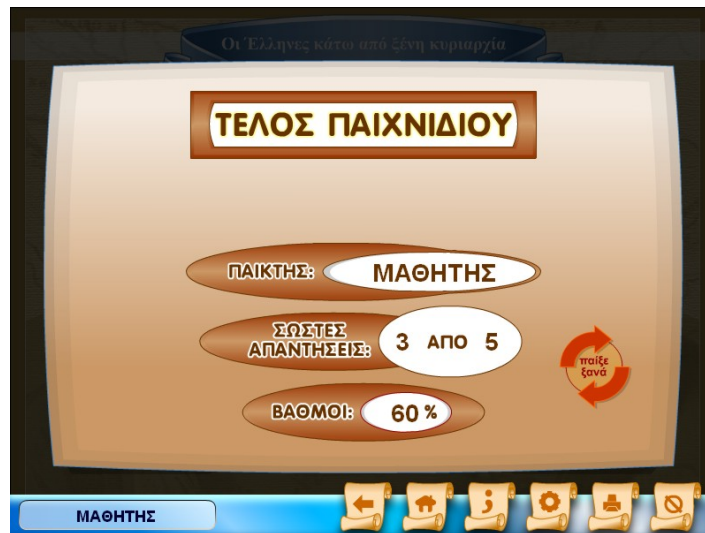 Οι Έλληνες κάτω από ξένη κυριαρχία
ΤΕΛΟΣ ΠΑΙΧΝΙΔΙΟΥ
ΠΑΙΚΤΗΣ: ΜΑΘΗΤΗΣ
ΣΩΣΤΕΣ
ΑΠΑΝΤΗΣΕΙΣ: 3 ΑΠΟ 5
παίξε
ξανά
ΒΑΘΜΟΙ: 60 %
ΜΑΘΗΤΗΣ